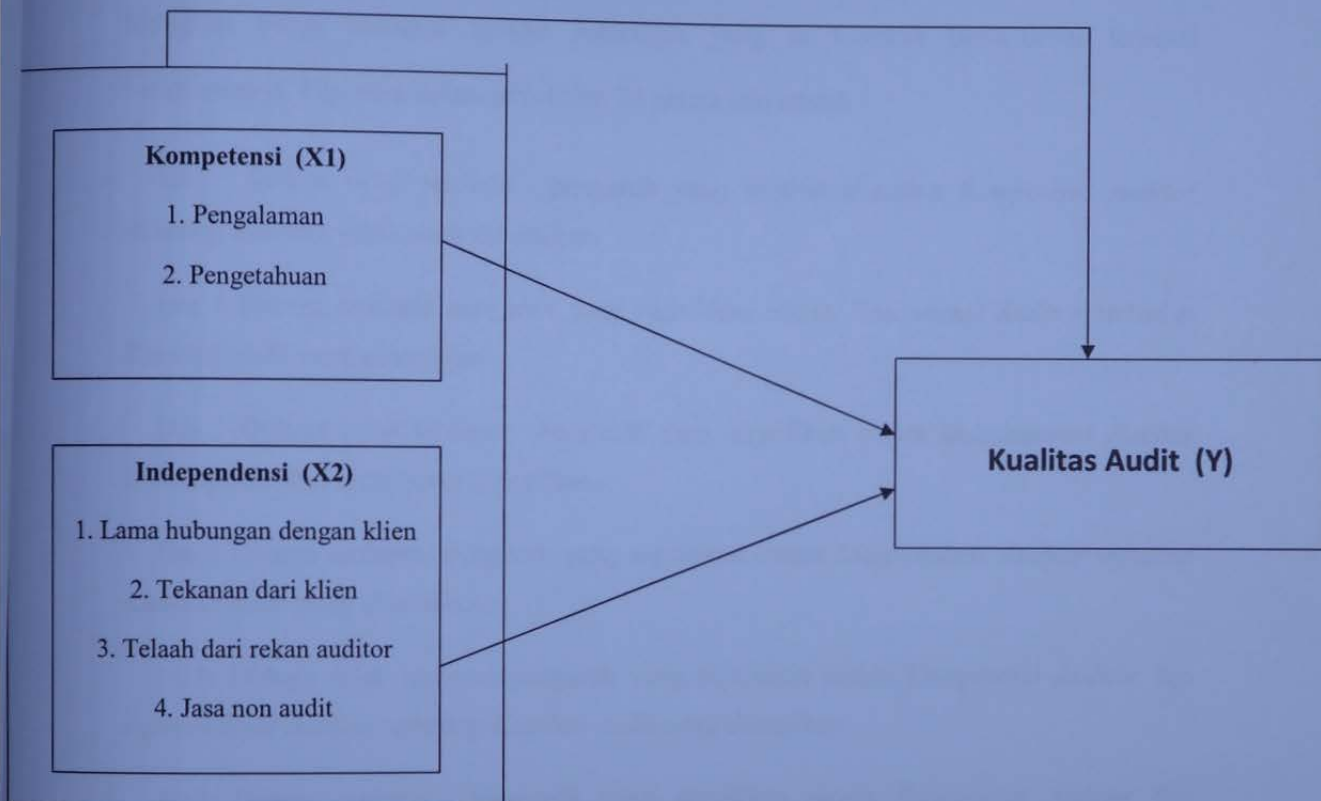 Kompetensi (X1)
1. Pengalaman
2. Pengetahuan
Independensi (X2)
1. Lama hubungan dengan klien
2. Tekanan dari klien
3. Telaah dari rekan auditor
4. Jasa non audit
Kualitas Audit (Y)